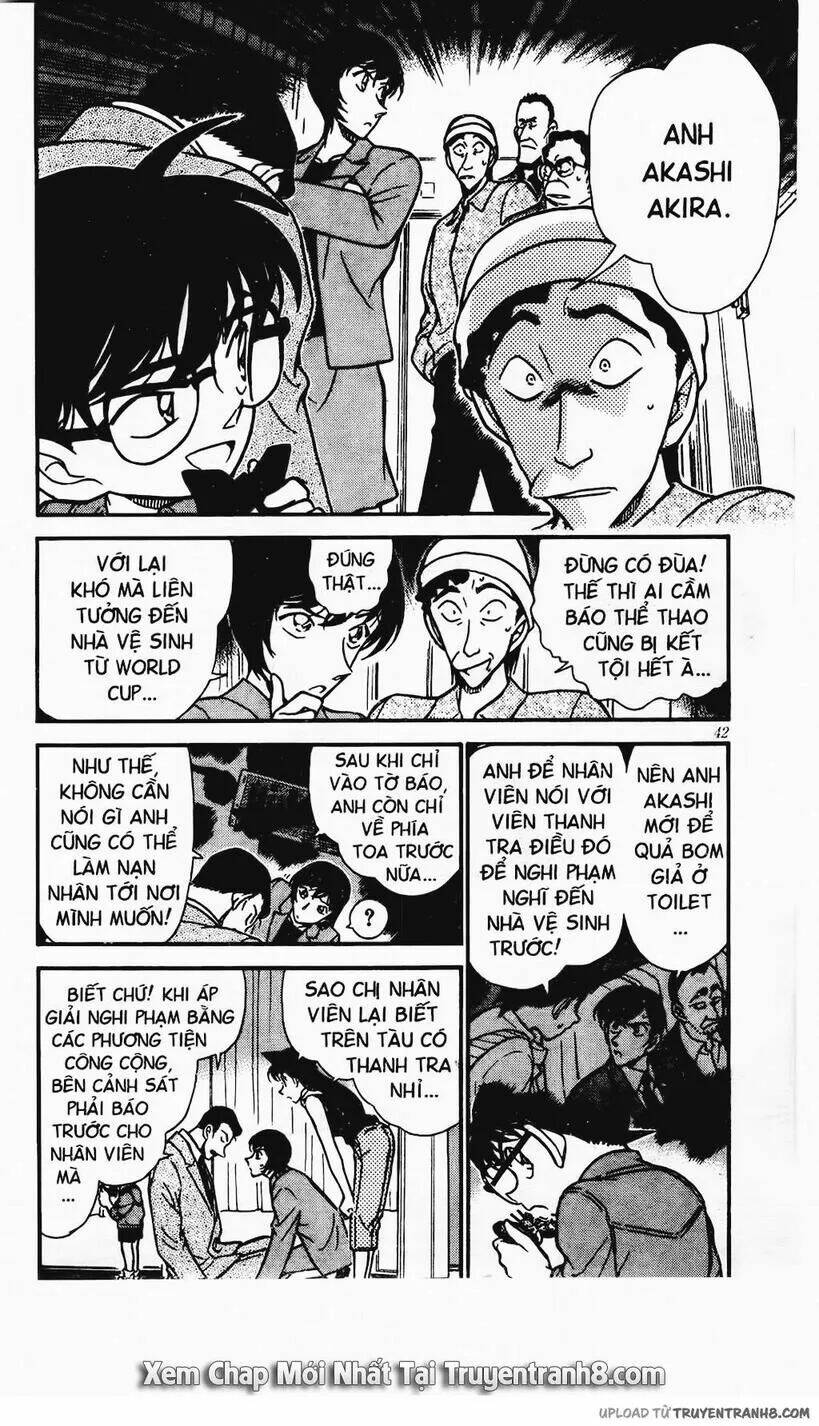 ANH
AKASHI
AKIRA.
VỚI LẠI
KHÓ MÀ LIÊN
TƯỞNG ĐẾN
NHÀ VỆ SINH
TỪ WORLD
CUP...
ĐÚNG
THẬT...
ĐỪNG CÓ ĐÙA!
THẾ THÌ AI CẦM
BÁO THỂ THAO
CŨNG BỊ KẾT
TỘI HẾT À...
42
NHƯ THẾ,
KHÔNG CẦN
NÓI GÌ ANH
CŨNG CÓ THỂ
LÀM NẠN
NHÂN TỚI NƠI
MÌNH MUỐN!
SAU KHI CHỈ
VÀO TỜ BÁO,
ANH CÒN CHỈ
VỀ PHÍA
TOA TRƯỚC
NỮA...
?
ANH ĐỂ NHÂN
VIÊN NÓI VỚI
VIÊN THANH
TRA ĐIỀU ĐÓ
ĐỂ NGHI PHẠM
NGHĨ ĐẾN
NHÀ VỆ SINH
TRƯỚC!
NÊN ANH
AKASHI
MỚI ĐỂ
QUẢ BOM
GIẢ Ở
TOILET
...
BIẾT CHỨ! KHI ÁP
GIẢI NGHI PHẠM BẰNG
CÁC PHƯƠNG TIỆN
CÔNG CỘNG,
BÊN CẢNH SÁT
PHẢI BÁO
TRƯỚC CHO
NHÂN VIÊN
MÀ
...
SAO CHỊ NHÂN
VIÊN LẠI BIẾT
TRÊN TÀU CÓ
THANH TRA
NHỈ...
Xem Chap Mới Nhất Tại Truyentranh8.com
UPLOAD TỪ TRUYENTRANH8.COM